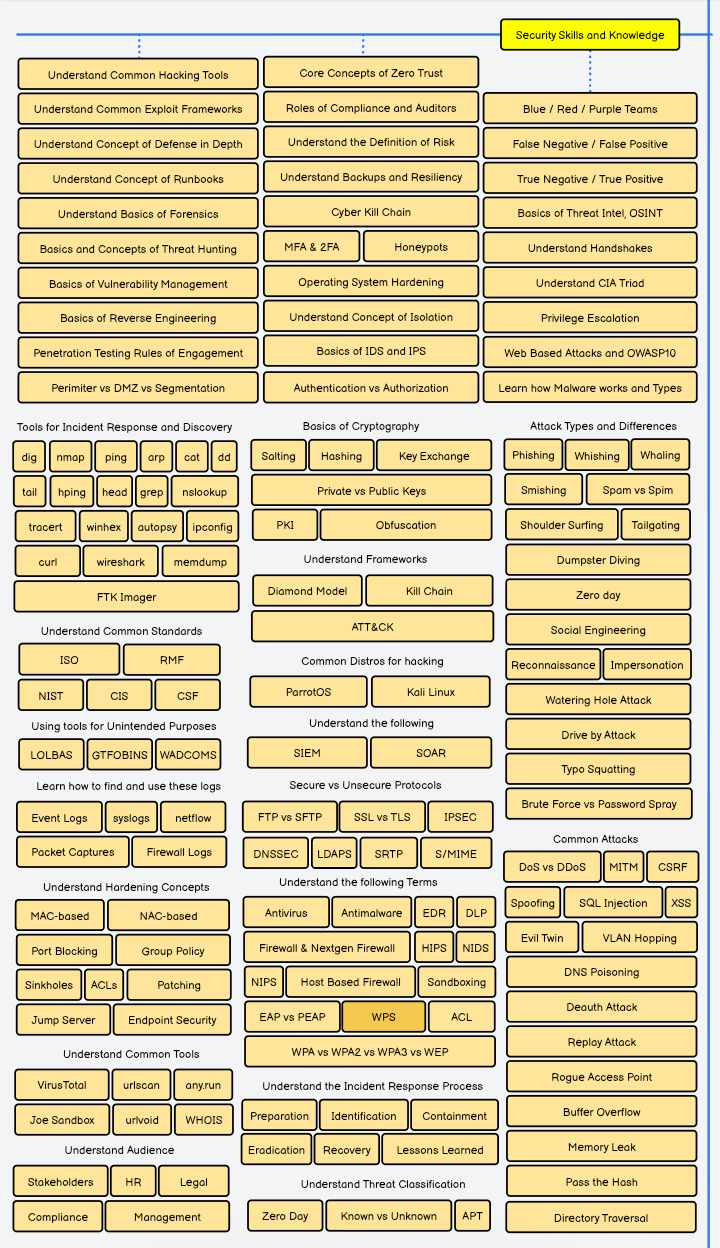 Security Skills and Knowledge
Understand Common Hacking Tools
Understand Common Exploit Frameworks
Understand Concept of Defense in Depth
Understand Concept of Runbooks
Understand Basics of Forensics
Basics and Concepts of Threat Hunting
Basics of Vulnerability Management
Basics of Reverse Engineering
Penetration Testing Rules of Engagement
Perimiter vs DMZ vs Segmentation
Core Concepts of Zero Trust
Roles of Compliance and Auditors
Understand the Definition of Risk
Understand Backups and Resiliency
Cyber Kill Chain
MFA & 2FA Honeypots
Operating System Hardening
Understand Concept of Isolation
Basics of IDS and IPS
Authentication vs Authorization
Blue / Red / Purple Teams
False Negative / False Positive
True Negative / True Positive
Basics of Threat Intel, OSINT
Understand Handshakes
Understand CIA Triad
Privilege Escalation
Web Based Attacks and OWASP10
Learn how Malware works and Types
Tools for Incident Response and Discovery
dig nmap ping arp cat dd
tail hping head grep nslookup
tracert winhex autopsy ipconfig
curl wireshark memdump
FTK Imager
Understand Common Standards
ISO RMF
NIST CIS CSF
Using tools for Unintended Purposes
LOLBAS GTFOBINS WADCOMS
Learn how to find and use these logs
Event Logs syslogs netflow
Packet Captures Firewall Logs
Understand Hardening Concepts
MAC-based NAC-based
Port Blocking Group Policy
Sinkholes ACLs Patching
Jump Server Endpoint Security
Understand Common Tools
VirusTotal urlscan any.run
Joe Sandbox urlvoid WHOIS
Understand Audience
Stakeholders HR Legal
Compliance Management
Basics of Cryptography
Salting Hashing Key Exchange
Private vs Public Keys
PKI Obfuscation
Understand Frameworks
Diamond Model Kill Chain
ATT&CK
Common Distros for hacking
ParrotOS Kali Linux
Understand the following
SIEM SOAR
Secure vs Unsecure Protocols
FTP vs SFTP SSL vs TLS IPSEC
DNSSEC LDAPS SRTP S/MIME
Understand the following Terms
Antivirus Antimalware EDR DLP
Firewall & Nextgen Firewall HIPS NIDS
NIPS Host Based Firewall Sandboxing
EAP vs PEAP WPS ACL
WPA vs WPA2 vs WPA3 vs WEP
Understand the Incident Response Process
Preparation Identification Containment
Eradication Recovery Lessons Learned
Understand Threat Classification
Zero Day Known vs Unknown APT
Attack Types and Differences
Phishing Whishing Whaling
Smishing Spam vs Spim
Shoulder Surfing Tailgating
Dumpster Diving
Zero day
Social Engineering
Reconnaissance Impersonation
Watering Hole Attack
Drive by Attack
Typo Squatting
Brute Force vs Password Spray
Common Attacks
DoS vs DDoS MITM CSRF
Spoofing SQL Injection XSS
Evil Twin VLAN Hopping
DNS Poisoning
Deauth Attack
Replay Attack
Rogue Access Point
Buffer Overflow
Memory Leak
Pass the Hash
Directory Traversal